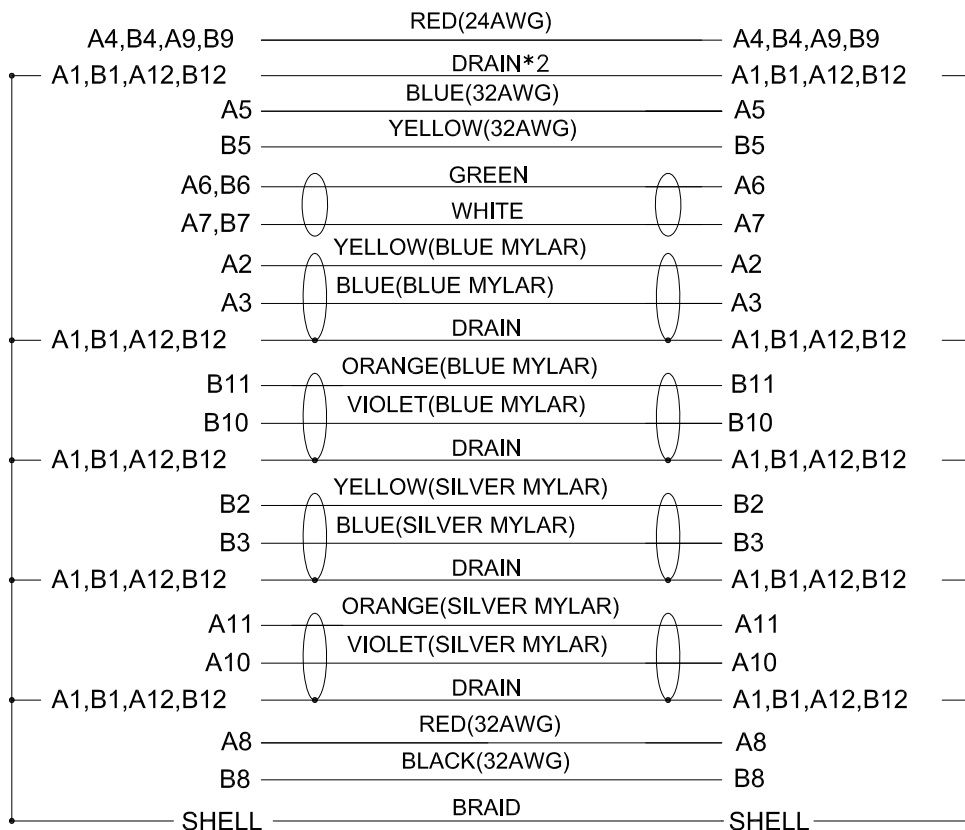 RED(24AWG)
A4,B4,A9,B9 A4,B4,A9,B9
DRAIN*2
A1,B1,A12,B12 A1,B1,A12,B12
BLUE(32AWG)
A5 A5
YELLOW(32AWG)
B5 B5
GREEN
A6,B6 A6
WHITE
A7,B7 A7
YELLOW(BLUE MYLAR)
A2 A2
BLUE(BLUE MYLAR)
A3 A3
DRAIN
A1,B1,A12,B12 A1,B1,A12,B12
ORANGE(BLUE MYLAR)
B11 B11
VIOLET(BLUE MYLAR)
B10 B10
DRAIN
A1,B1,A12,B12 A1,B1,A12,B12
YELLOW(SILVER MYLAR)
B2 B2
BLUE(SILVER MYLAR)
B3 B3
DRAIN
A1,B1,A12,B12 A1,B1,A12,B12
ORANGE(SILVER MYLAR)
A11 A11
VIOLET(SILVER MYLAR)
A10 A10
DRAIN
A1,B1,A12,B12 A1,B1,A12,B12
RED(32AWG)
A8 A8
BLACK(32AWG)
B8 B8
BRAID
SHELL SHELL